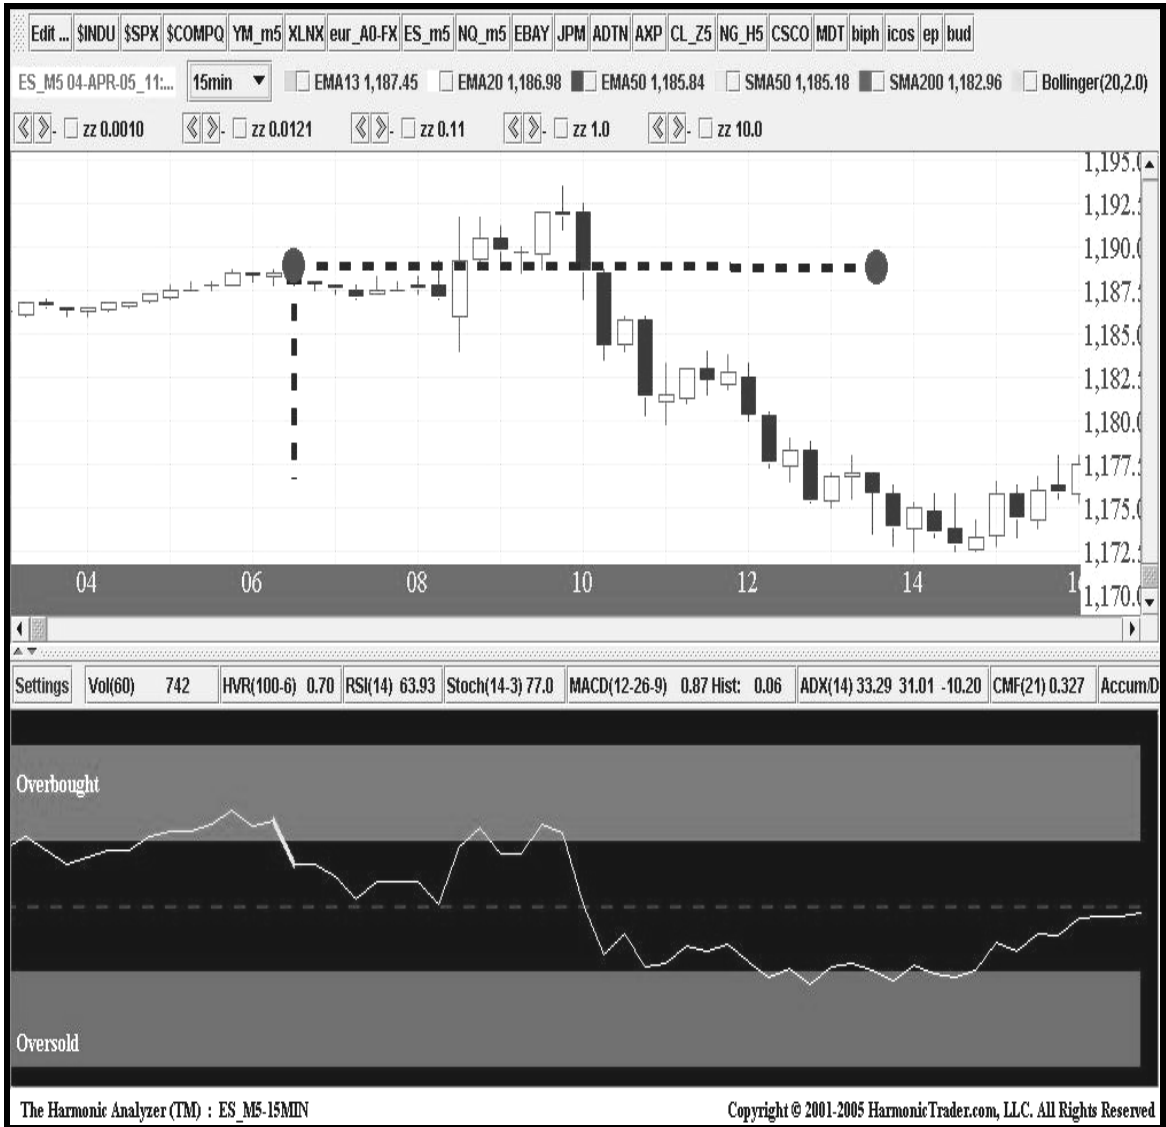 Edit ... $INDU $SPX $COMPQ YM_m5 XLNX eur_A0-FX ES_m5 NQ_m5 EBAY JPM ADTN AXP CL_Z5 NG_H5 CSCO MDT biph icos ep bud
ES_M5 04-APR-05_11:... 15min EMA13 1,187.45 EMA20 1,186.98 EMA50 1,185.84 SMA50 1,185.18 SMA200 1,182.96 Bollinger(20,2.0)
- zz 0.0010 - zz 0.0121 - zz 0.11 - zz 1.0 - zz 10.0
1,195.0
1,192.5
1,190.0
1,187.5
1,185.0
1,182.5
1,180.0
1,177.5
1,175.0
1,172.5
04 06 08 10 12 14 1
1,170.0
Settings Vol(60) 742 HVR(100-6) 0.70 RSI(14) 63.93 Stoch(14-3) 77.0 MACD(12-26-9) 0.87 Hist: 0.06 ADX(14) 33.29 31.01 -10.20 CMF(21) 0.327 Accum/D
Overbought
Oversold
The Harmonic Analyzer (TM) : ES_M5-15MIN Copyright © 2001-2005 HarmonicTrader.com, LLC. All Rights Reserved